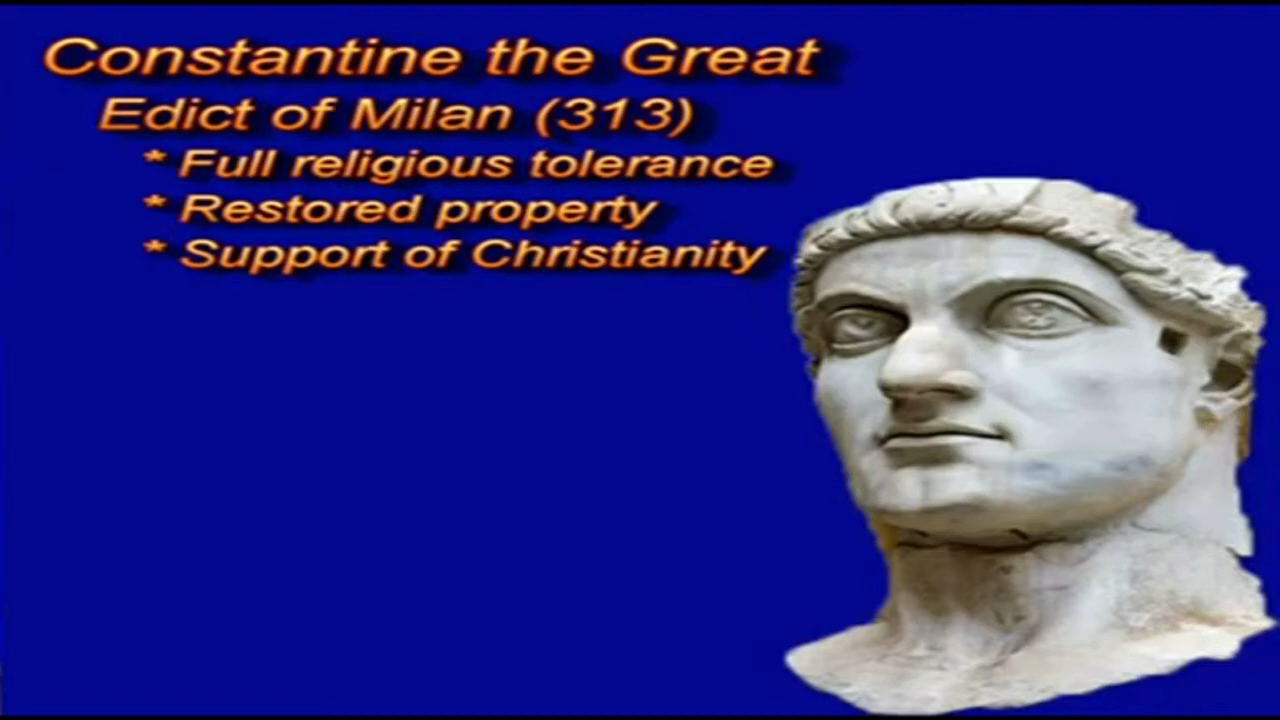 Constantine the Great
Edict of Milan (313)
* Full religious tolerance
* Restored property
* Support of Christianity